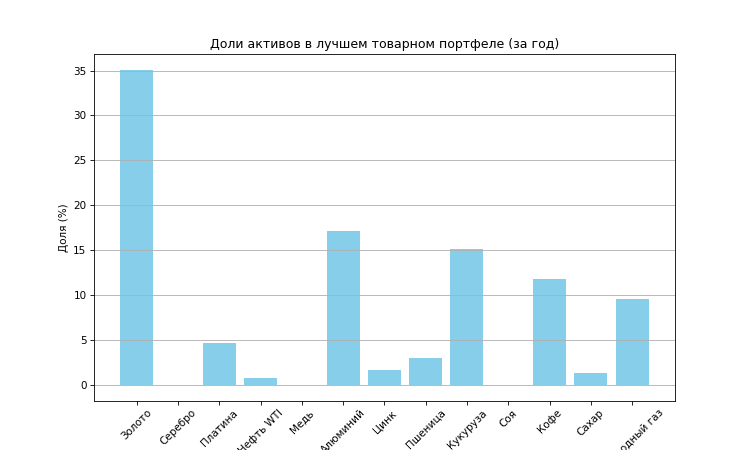 Доли активов в лучшем товарном портфеле (за год)
Доля (%)
35
30
25
20
15
10
5
0
Золото
Серебро
Платина
Нефть WTI
Медь
Алюминий
Цинк
Пшеница
Кукуруза
Соя
Кофе
Сахар
одный газ